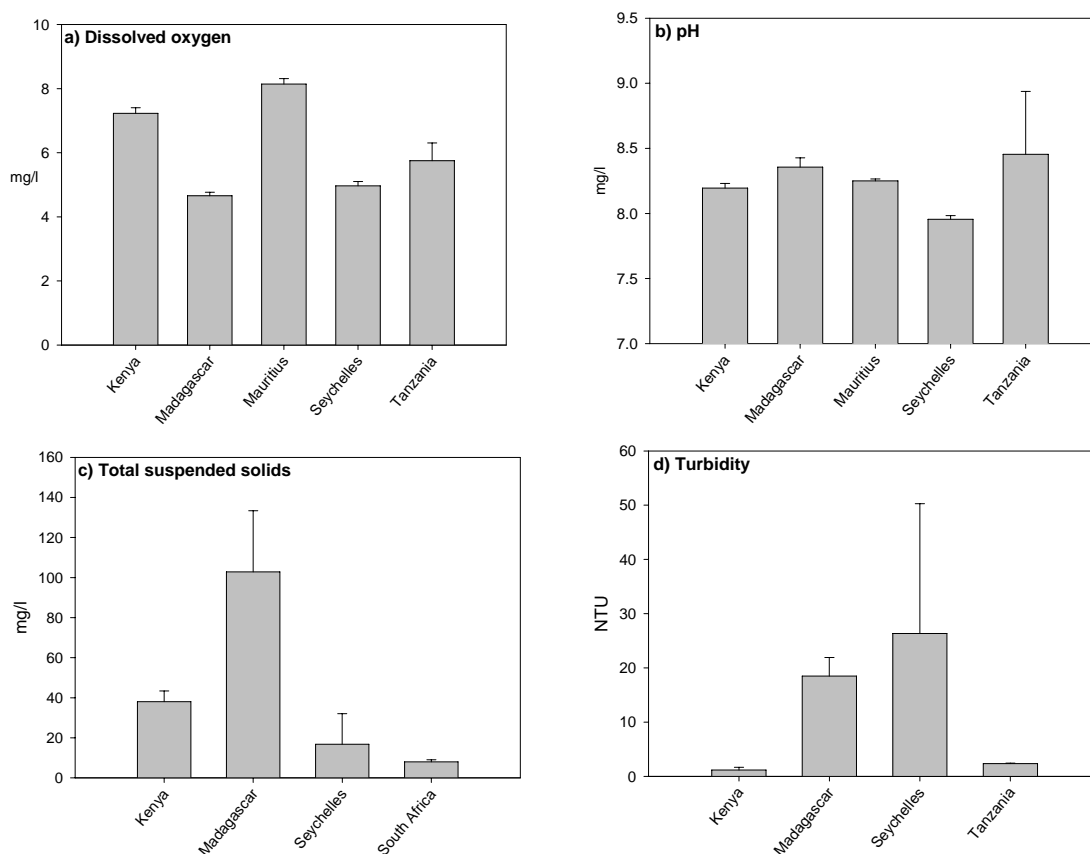 a) Dissolved oxygen
10
8
6
4
2
0
mg/l
Kenya
Madagascar
Mauritius
Seychelles
Tanzania
b) pH
9.5
9.0
8.5
8.0
7.5
7.0
mg/l
Kenya
Madagascar
Mauritius
Seychelles
Tanzania
c) Total suspended solids
160
140
120
100
80
60
40
20
0
mg/l
Kenya
Madagascar
Seychelles
South Africa
d) Turbidity
60
50
40
30
20
10
0
NTU
Kenya
Madagascar
Seychelles
Tanzania